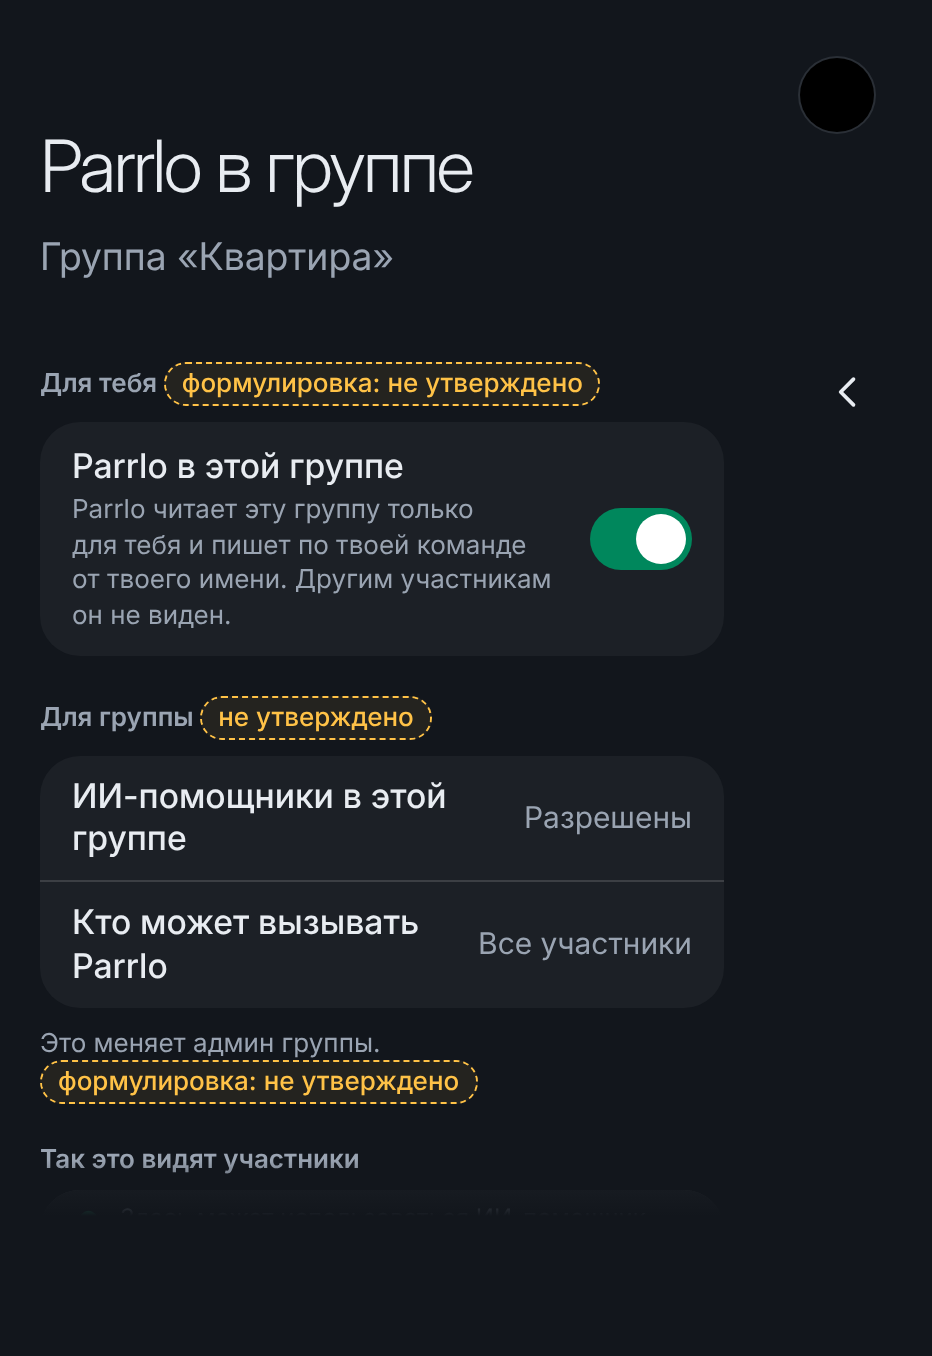 Parrlo в группе
Группа «Квартира»
Для тебя формулировка: не утверждено
Parrlo в этой группе
Parrlo читает эту группу только
для тебя и пишет по твоей команде
от твоего имени. Другим участникам
он не виден.
Для группы не утверждено
ИИ-помощники в этой
группе
Разрешены
Кто может вызывать
Parrlo
Все участники
Это меняет админ группы.
формулировка: не утверждено
Так это видят участники